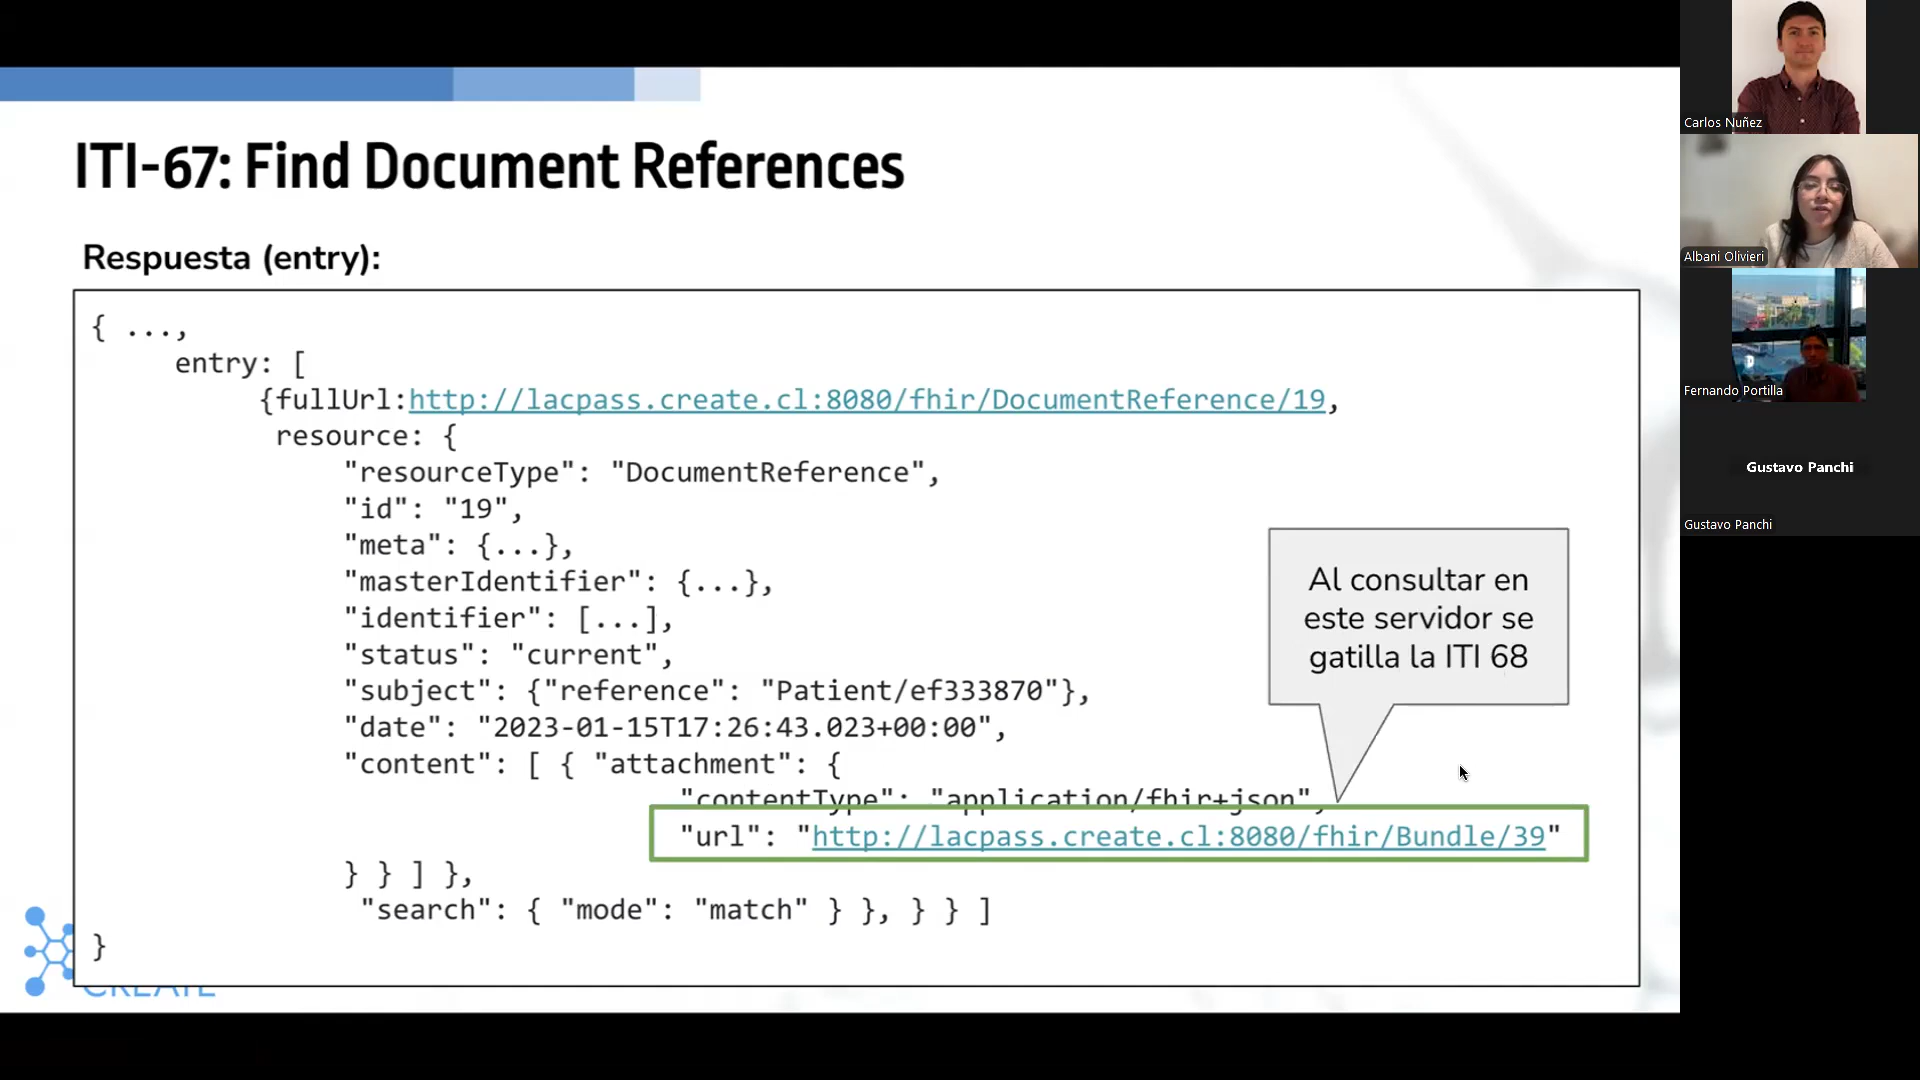 ITI-67: Find Document References
Respuesta (entry):
{ ...,
entry: [
{fullUrl:http://lacpass.create.cl:8080/fhir/DocumentReference/19,
resource: {
"resourceType": "DocumentReference",
"id": "19",
"meta": {...},
"masterIdentifier": {...},
"identifier": [...],
"status": "current",
"subject": {"reference": "Patient/ef333870"},
"date": "2023-01-15T17:26:43.023+00:00",
"content": [ { "attachment": {
"contentType": "application/fhir+json",
"url": "http://lacpass.create.cl:8080/fhir/Bundle/39"
} } ] },
"search": { "mode": "match" } }, } } ]
}
Al consultar en
este servidor se
gatilla la ITI 68
CREATE
Carlos Nuñez
Albani Olivieri
Fernando Portilla
Gustavo Panchi
Gustavo Panchi